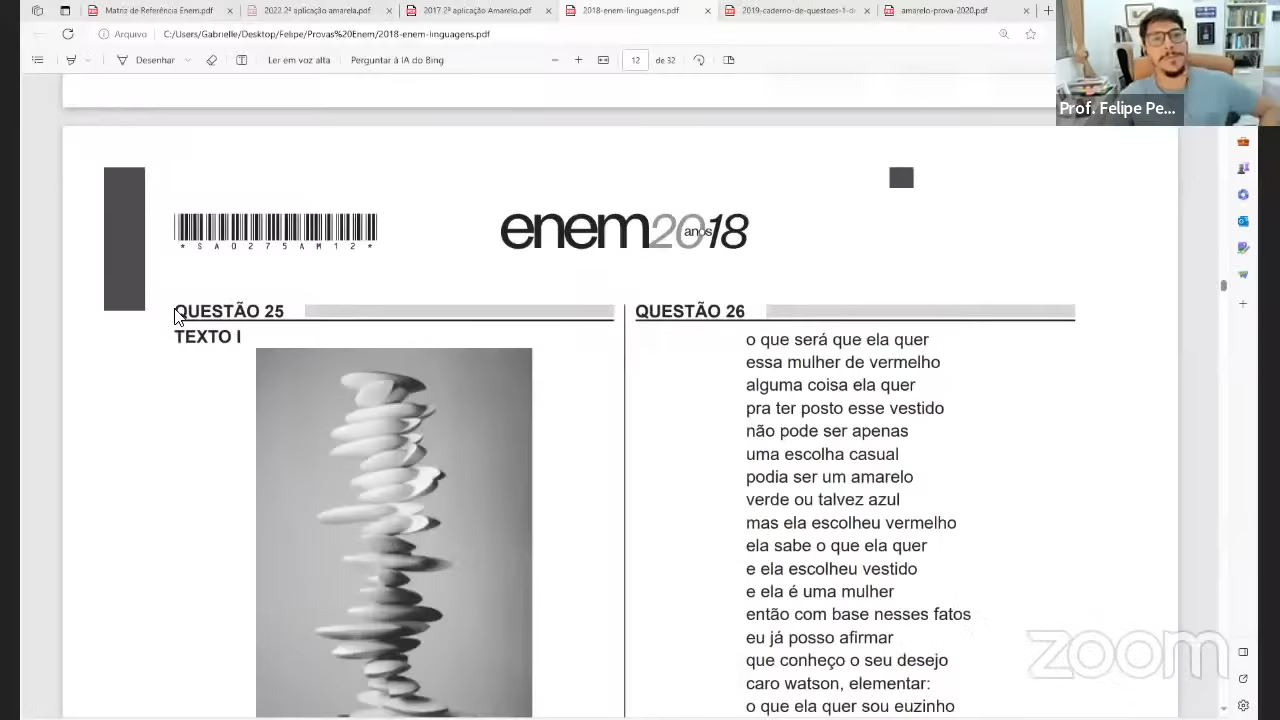 Matriz de Referência Enem.pdf
2022.2ª aplicação amarela.pdf
2017.2ª aplicação Amarelo.pdf
2018-enem-linguagens.pdf
2019-caderno-de-questoes-1-d
amarelo-prova-2020.pdf
Arquivo
C:/Users/Gabrielle/Desktop/Felipe/Provas%20Enem/2018-enem-linguagens.pdf
Desenhar
Ler em voz alta
Perguntar à IA do Bing
12 de 32
Prof. Felipe Pe...
*SA0275AM12*
enem2018
anos
QUESTÃO 25
TEXTO I
QUESTÃO 26
o que será que ela quer
essa mulher de vermelho
alguma coisa ela quer
pra ter posto esse vestido
não pode ser apenas
uma escolha casual
podia ser um amarelo
verde ou talvez azul
mas ela escolheu vermelho
ela sabe o que ela quer
e ela escolheu vestido
e ela é uma mulher
então com base nesses fatos
eu já posso afirmar
que conheço o seu desejo
caro watson, elementar:
o que ela quer sou euzinho
zoom